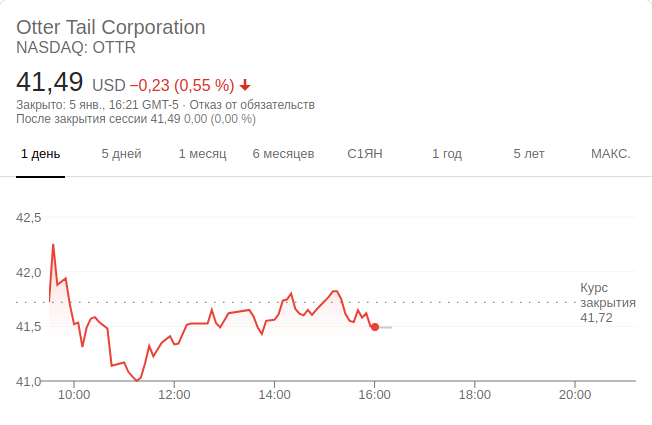 Otter Tail Corporation
NASDAQ: OTTR
41,49 USD −0,23 (0,55 %)
Закрыто: 5 янв., 16:21 GMT-5 · Отказ от обязательств
После закрытия сессии 41,49 0,00 (0,00 %)
1 день 5 дней 1 месяц 6 месяцев С1ЯН 1 год 5 лет МАКС.
42,5
42,0
Курс
закрытия
41,72
41,5
41,0
10:00 12:00 14:00 16:00 18:00 20:00